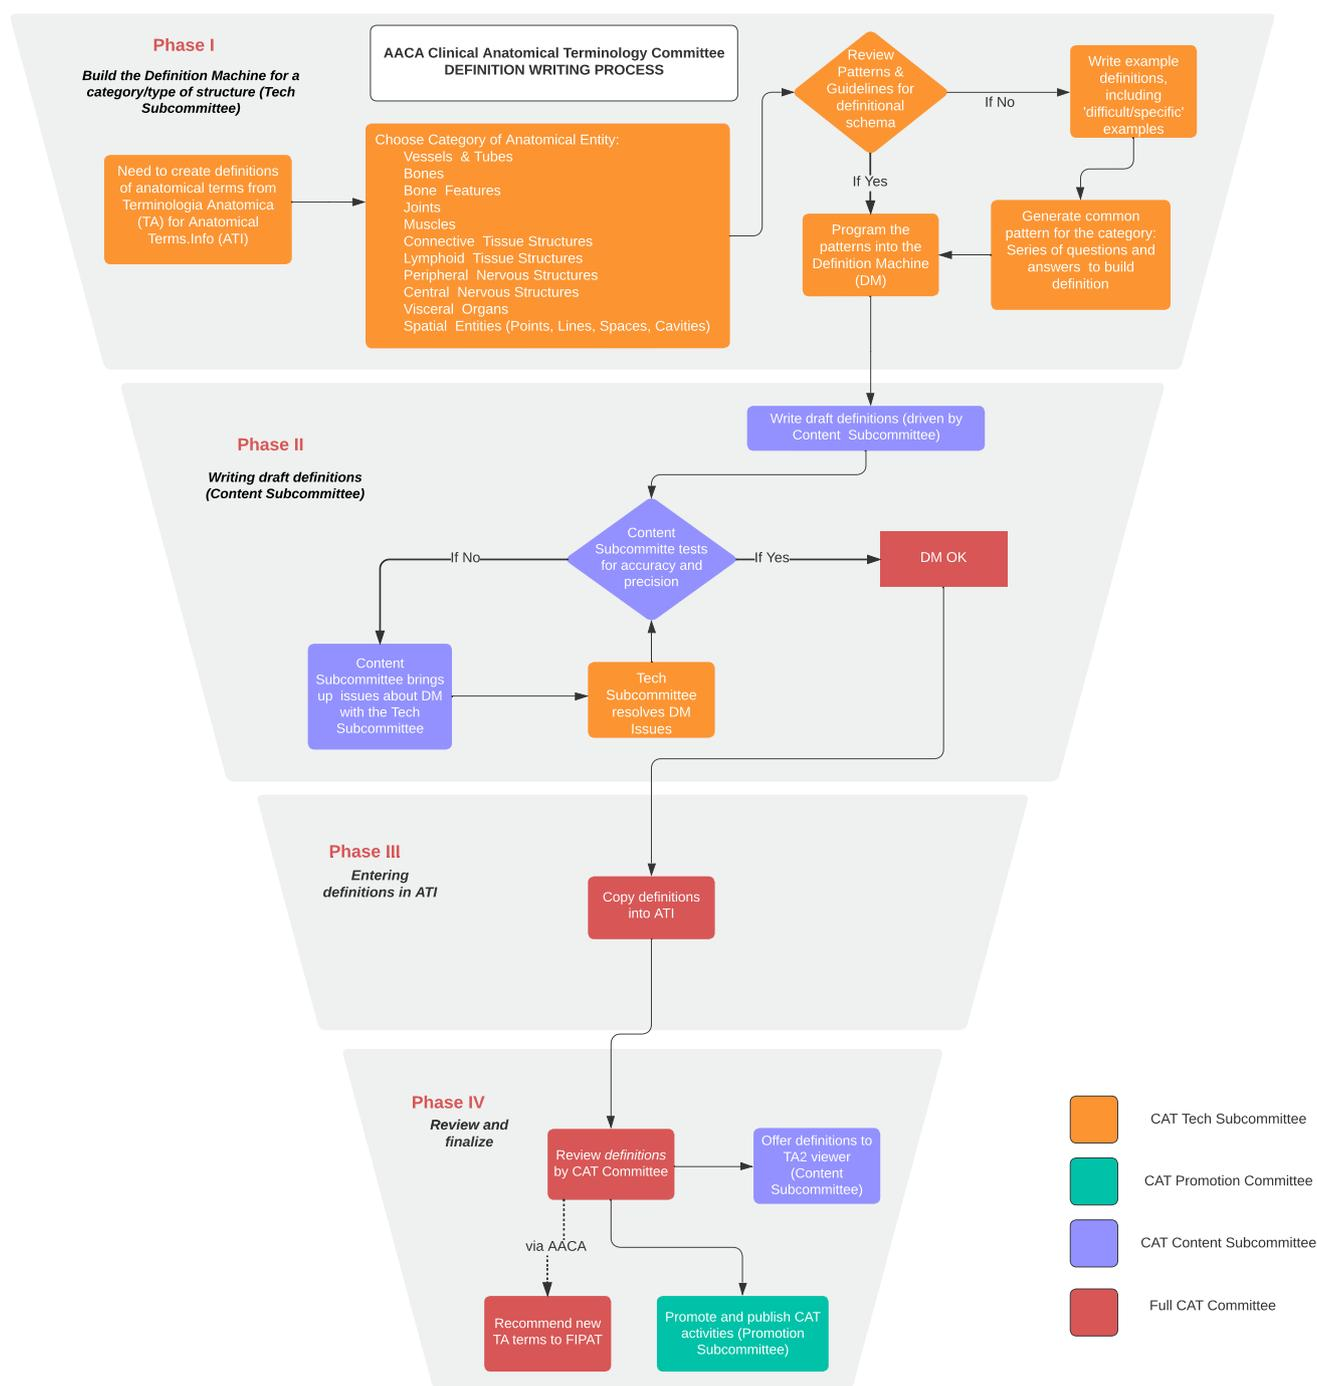 Phase I
Build the Definition Machine for a
category/type of structure (Tech
Subcommittee)
AACA Clinical Anatomical Terminology Committee
DEFINITION WRITING PROCESS
Need to create definitions
of anatomical terms from
Terminologia Anatomica
(TA) for Anatomical
Terms.Info (ATI)
Choose Category of Anatomical Entity:
Vessels & Tubes
Bones
Bone Features
Joints
Muscles
Connective Tissue Structures
Lymphoid Tissue Structures
Peripheral Nervous Structures
Central Nervous Structures
Visceral Organs
Spatial Entities (Points, Lines, Spaces, Cavities)
Review
Patterns &
Guidelines for
definitional
schema
If No
Write example
definitions,
including
'difficult/specific'
examples
If Yes
Program the
patterns into the
Definition Machine
(DM)
Generate common
pattern for the category:
Series of questions and
answers to build
definition
Phase II
Writing draft definitions
(Content Subcommittee)
Write draft definitions (driven by
Content Subcommittee)
Content
Subcommitte tests
for accuracy and
precision
If No
If Yes
DM OK
Content
Subcommittee brings
up issues about DM
with the Tech
Subcommittee
Tech
Subcommittee
resolves DM
Issues
Phase III
Entering
definitions in ATI
Copy definitions
into ATI
Phase IV
Review and
finalize
Review definitions
by CAT Committee
Offer definitions to
TA2 viewer
(Content
Subcommittee)
via AACA
Recommend new
TA terms to FIPAT
Promote and publish CAT
activities (Promotion
Subcommittee)
CAT Tech Subcommittee
CAT Promotion Committee
CAT Content Subcommittee
Full CAT Committee